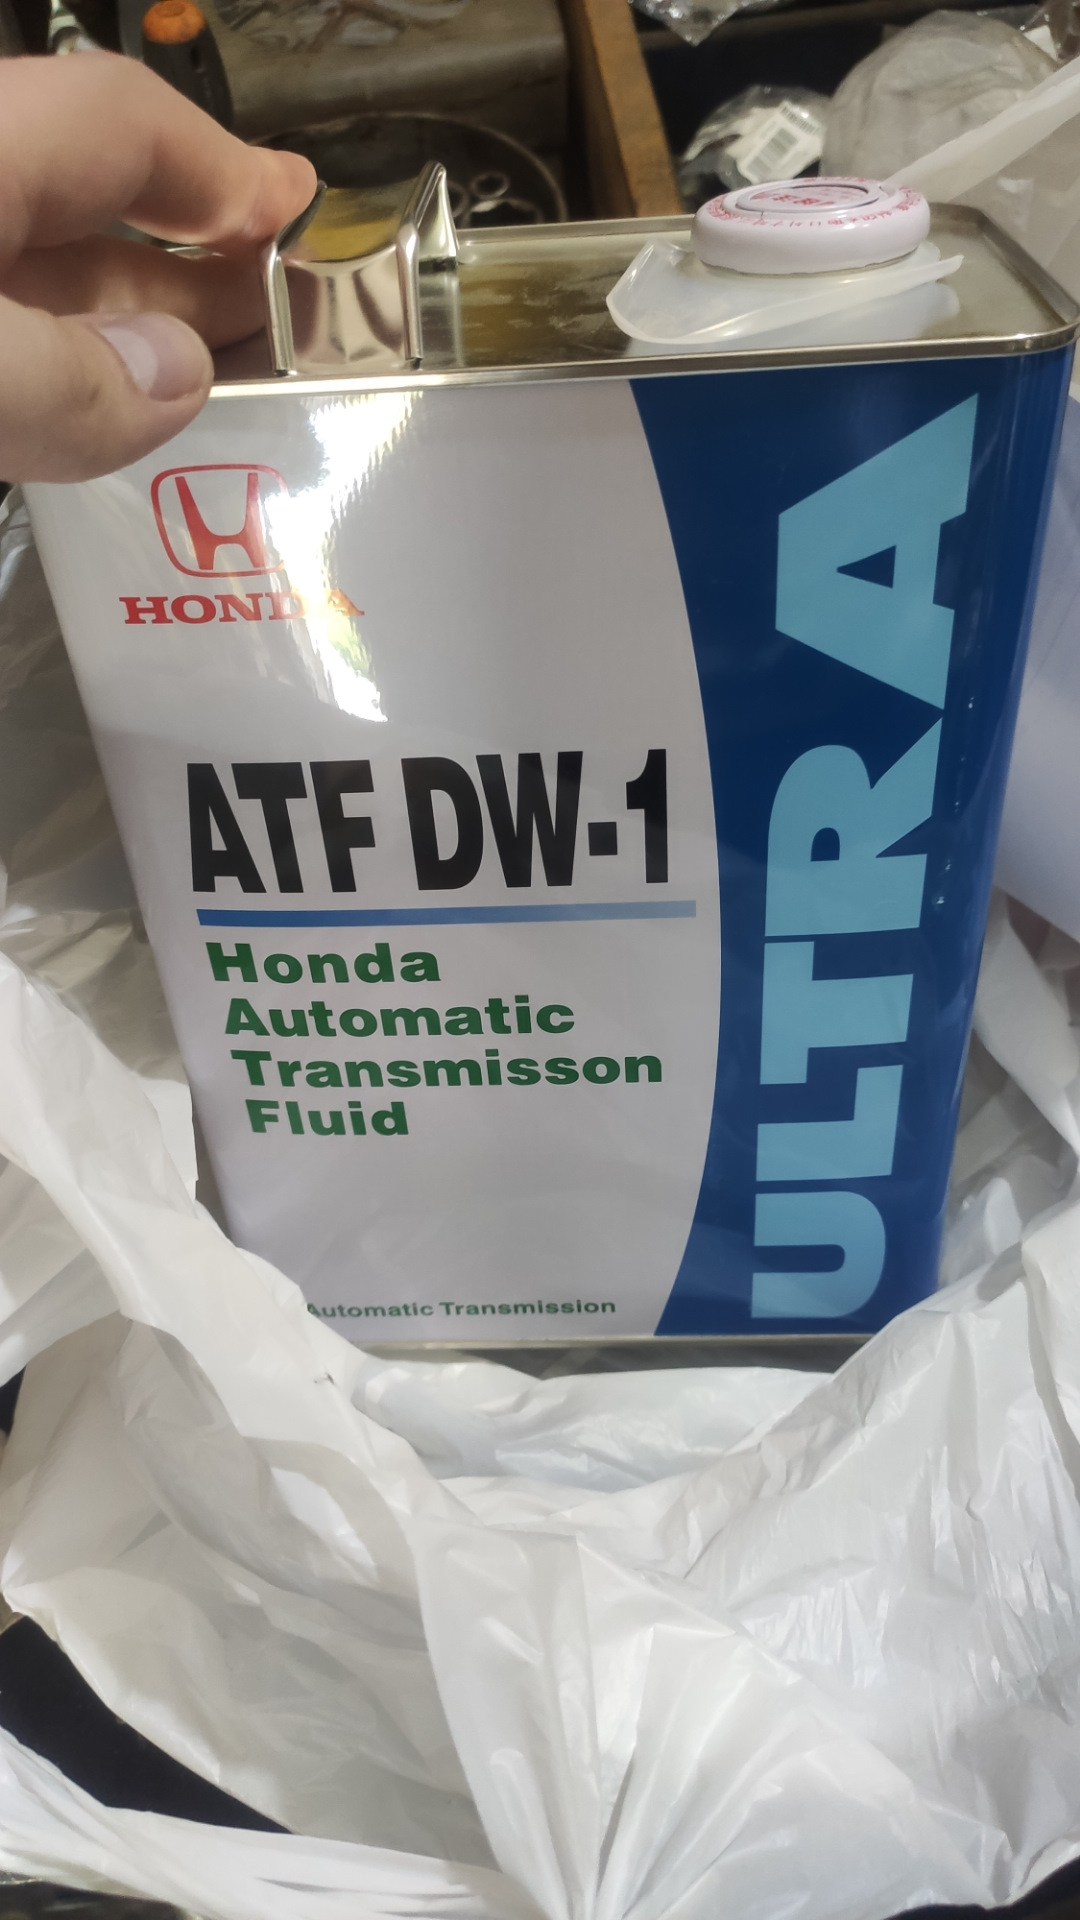 HONDA
ATF DW-1
Honda
Automatic
Transmisson
Fluid
Automatic Transmission
ULTRA